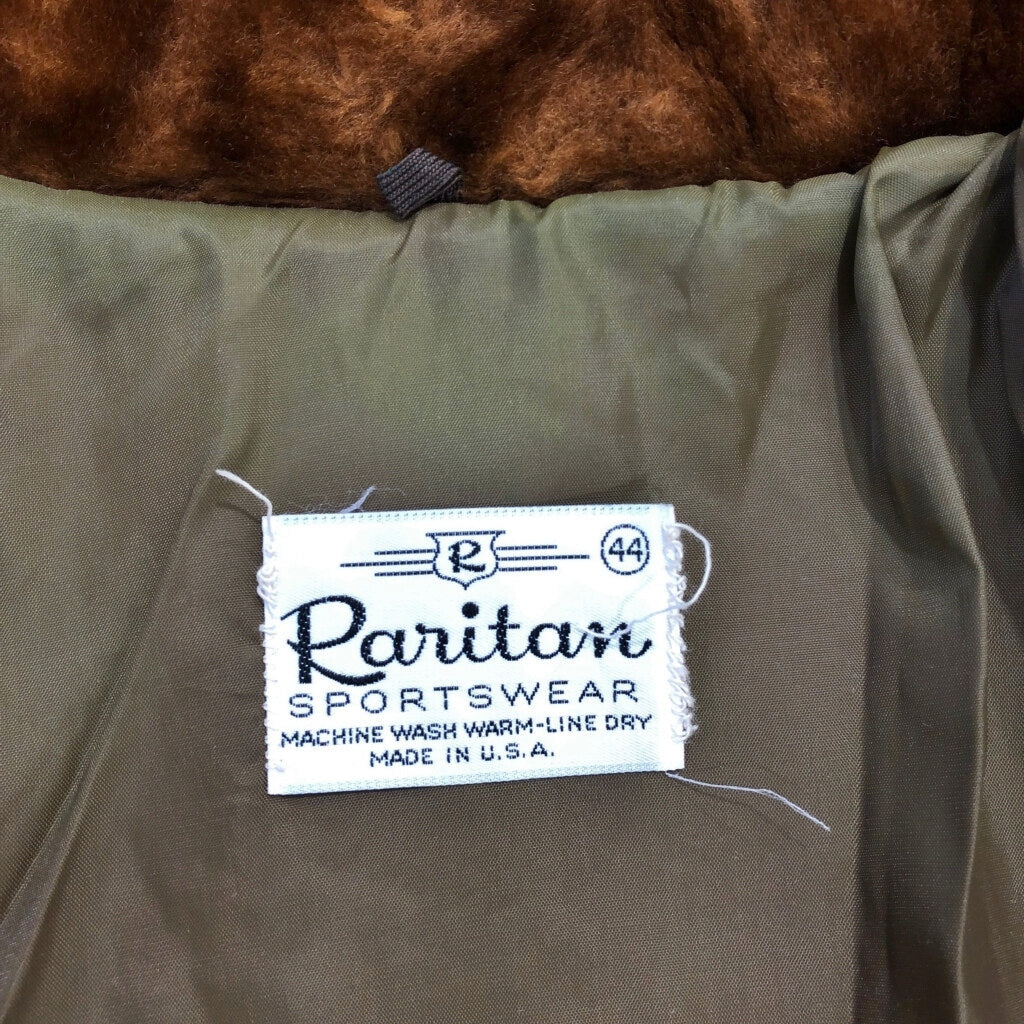 R
44
Raritan
SPORTSWEAR
MACHINE WASH WARM-LINE DRY
MADE IN U.S.A.